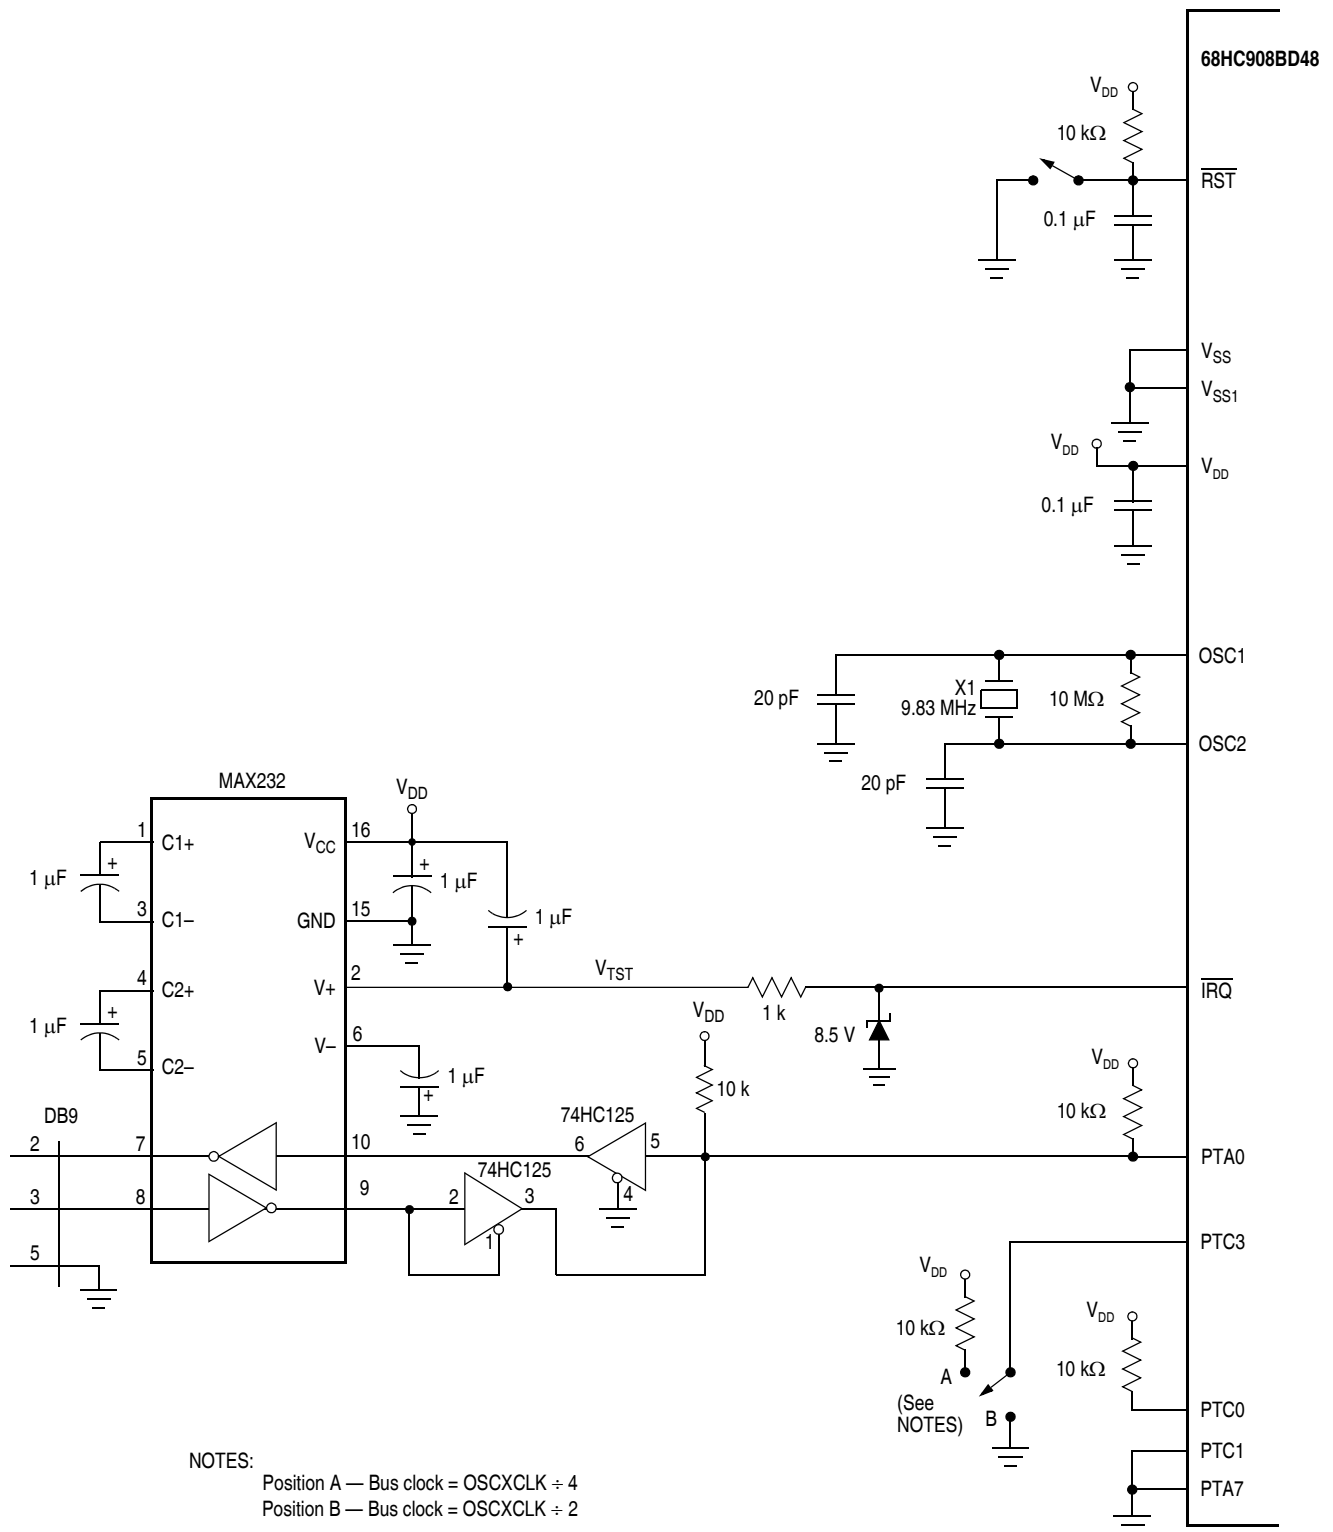 68HC908BD48
VDD
10 kΩ
RST
0.1 µF
VSS
VSS1
VDD
VDD
0.1 µF
OSC1
20 pF
X1
9.83 MHz
10 MΩ
OSC2
20 pF
MAX232
VDD
1
C1+
VCC
16
+
1 µF
+
1 µF
3
C1–
GND
15
1 µF
+
4
C2+
V+
2
VTST
1 k
IRQ
+
1 µF
VDD
8.5 V
5
C2–
V–
6
1 µF
+
10 k
VDD
10 kΩ
DB9
74HC125
2
7
10
6
5
PTA0
4
74HC125
3
8
9
2
3
1
5
PTC3
VDD
10 kΩ
VDD
10 kΩ
A
(See
NOTES)
B
PTC0
PTC1
PTA7
NOTES:
Position A — Bus clock = OSCXCLK ÷ 4
Position B — Bus clock = OSCXCLK ÷ 2